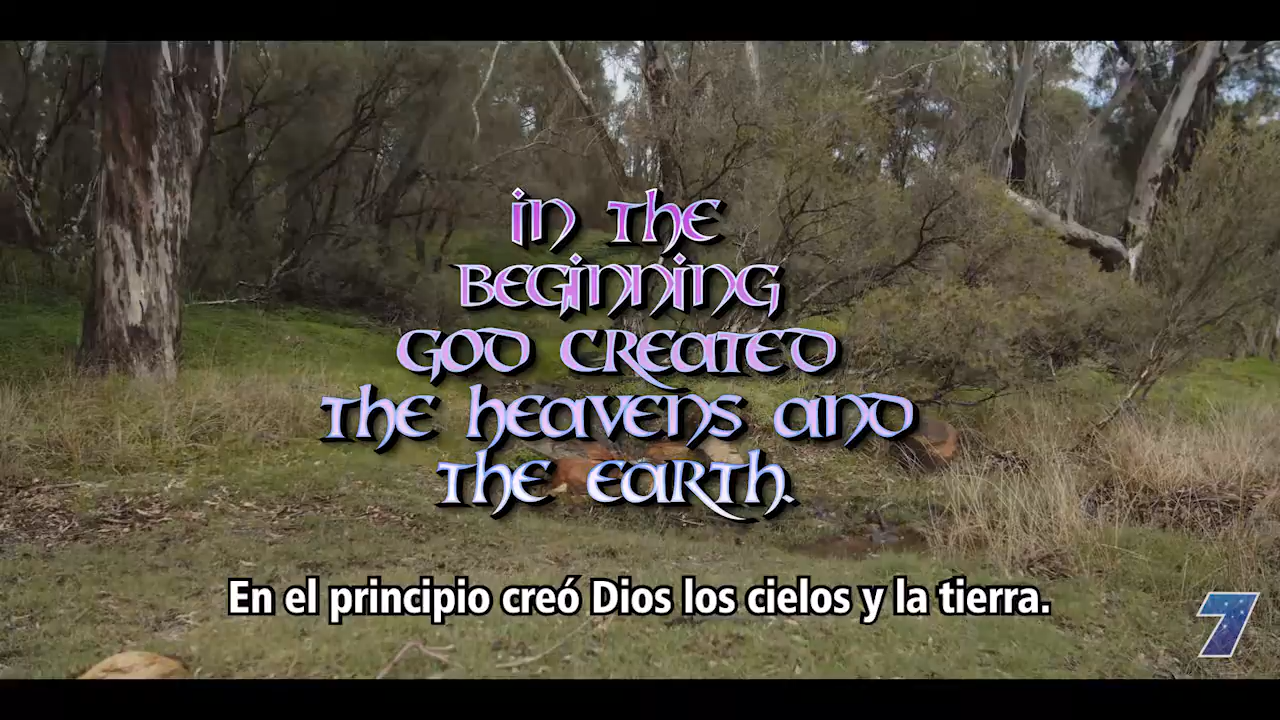 in the
beginning
God created
the heavens and
the earth.
En el principio creó Dios los cielos y la tierra.
7